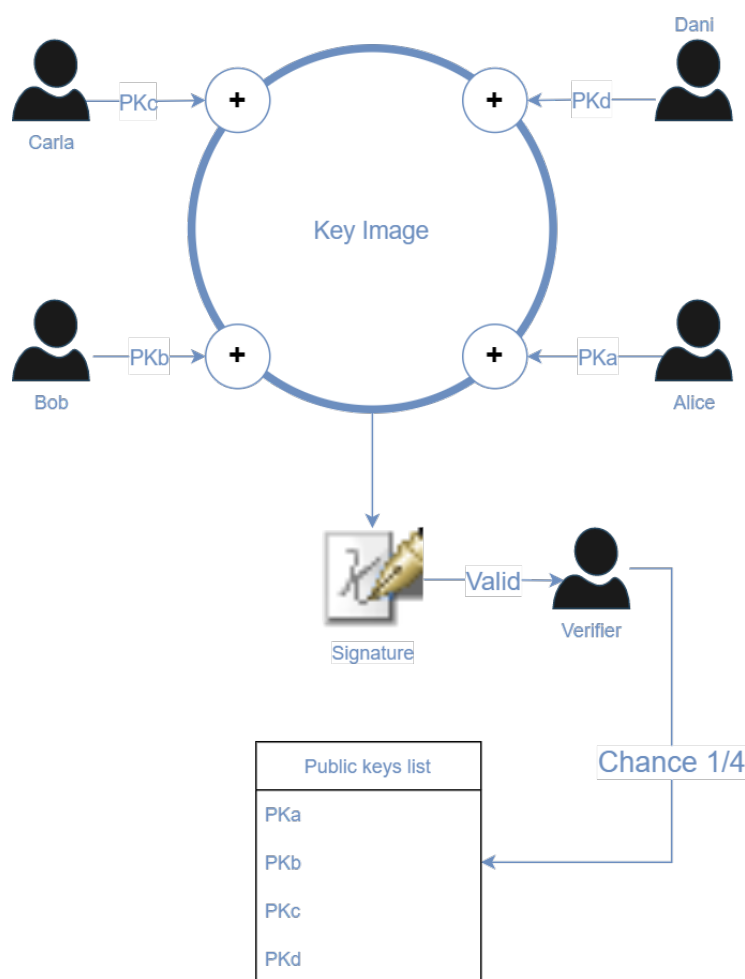 Dani
PKc
+
+
PKd
Carla
Key Image
PKb
+
+
PKa
Bob
Alice
Valid
Signature
Verifier
Chance 1/4
Public keys list
PKa
PKb
PKc
PKd